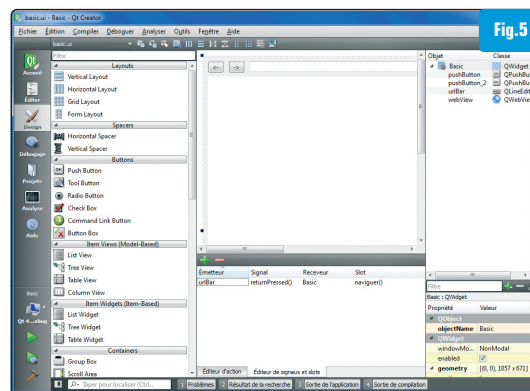 basic.ui - Basic - Qt Creator
Fig.5
Fichier Édition Compiler Déboguer Analyser Outils Fenêtre Aide
basic.ui
Filtre
Layouts
Vertical Layout
Horizontal Layout
Grid Layout
Form Layout
Spacers
Horizontal Spacer
Vertical Spacer
Buttons
Push Button
Tool Button
Radio Button
Check Box
Command Link Button
Button Box
Item Views (Model-Based)
List View
Tree View
Table View
Column View
Item Widgets (Item-Based)
List Widget
Tree Widget
Table Widget
Containers
Group Box
Scroll Area
Qt
Accueil
Éditer
Design
Débogage
Projets
Analyse
Aide
Basic
Qt 4...ebug
<- ->
Objet Classe
Basic QWidget
pushButton QPushBu
pushButton_2 QPushBu
urlBar QLineEdit
webView QWebVie
Émetteur Signal Receveur Slot
urlBar returnPressed() Basic naviguer()
Éditeur d'action Éditeur de signaux et slots
Filtre
Basic : QWidget
Propriété Valeur
QObject
objectName Basic
QWidget
windowMo... NonModal
enabled
geometry [(0, 0), 1057 x 671]
Taper pour localiser (Ctrl...
1 Problèmes 2 Résultat de la recherche 3 Sortie de l'application 4 Sortie de compilation